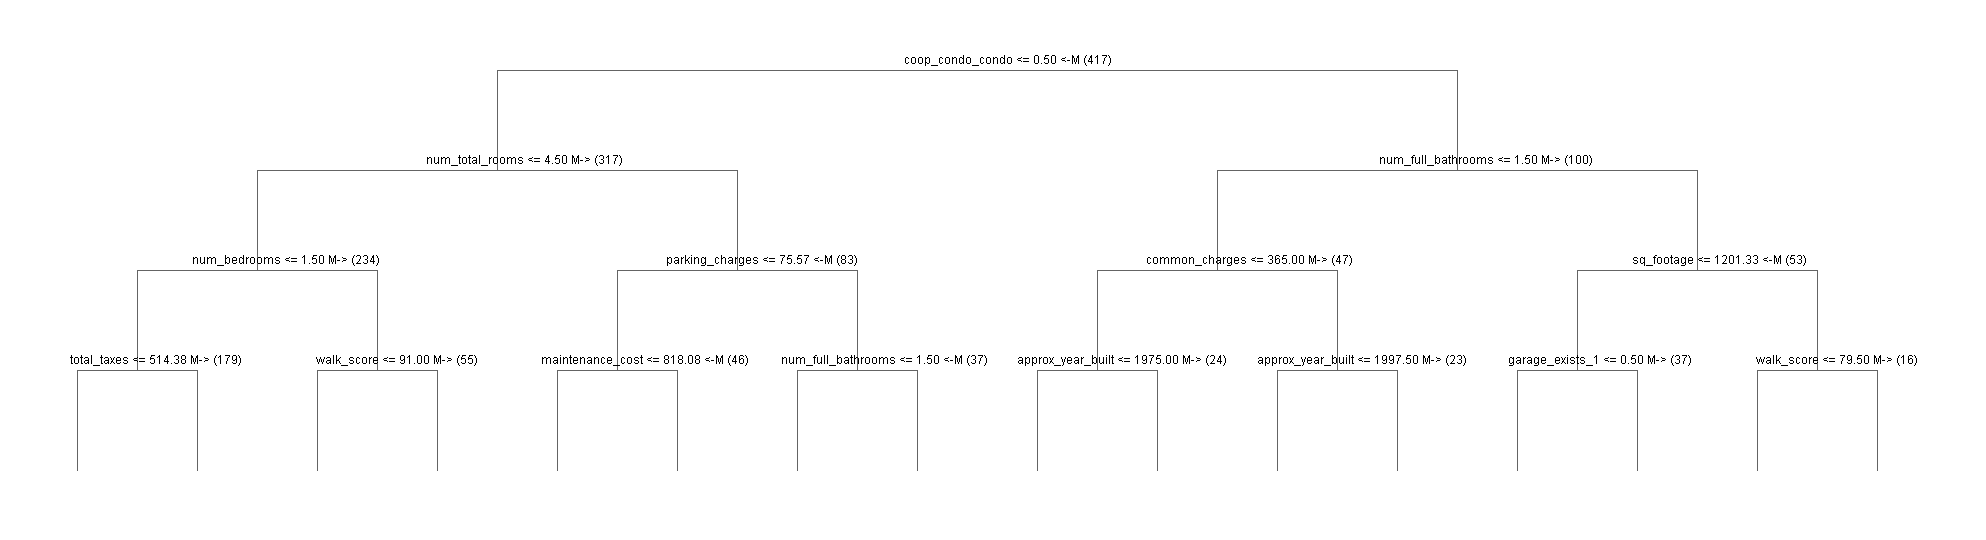 coop_condo_condo <= 0.50 <-M (417)
num_total_rooms <= 4.50 M-> (317)
num_full_bathrooms <= 1.50 M-> (100)
num_bedrooms <= 1.50 M-> (234)
parking_charges <= 75.57 <-M (83)
common_charges <= 365.00 M-> (47)
sq_footage <= 1201.33 <-M (53)
total_taxes <= 514.38 M-> (179)
walk_score <= 91.00 M-> (55)
maintenance_cost <= 818.08 <-M (46)
num_full_bathrooms <= 1.50 <-M (37)
approx_year_built <= 1975.00 M-> (24)
approx_year_built <= 1997.50 M-> (23)
garage_exists_1 <= 0.50 M-> (37)
walk_score <= 79.50 M-> (16)